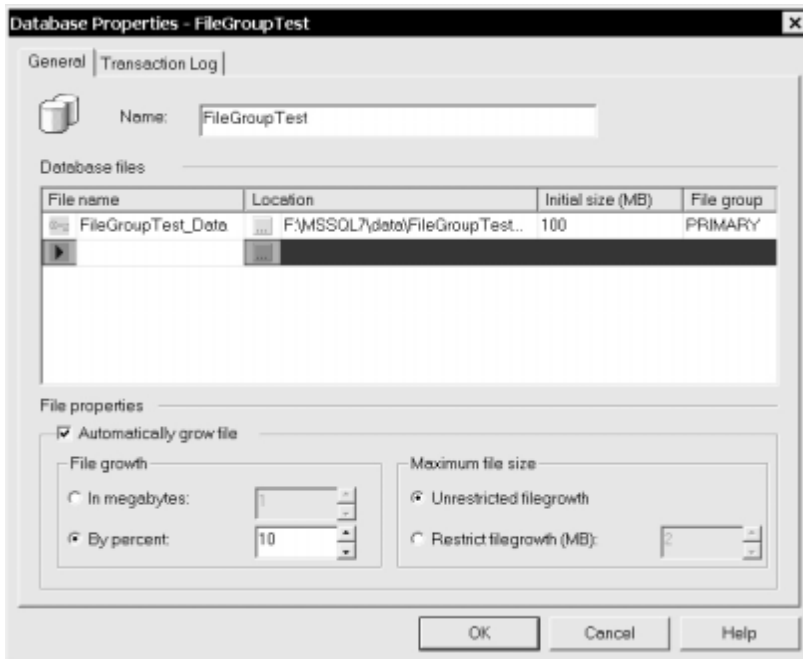 Database Properties - FileGroupTest
General Transaction Log
Name: FileGroupTest
Database files
File name Location Initial size (MB) File group
FileGroupTest_Data ... F:\MSSQL7\data\FileGroupTest... 100 PRIMARY
...
File properties
Automatically grow file
File growth Maximum file size
In megabytes: 1 Unrestricted filegrowth
By percent: 10 Restrict filegrowth (MB): 2
OK Cancel Help